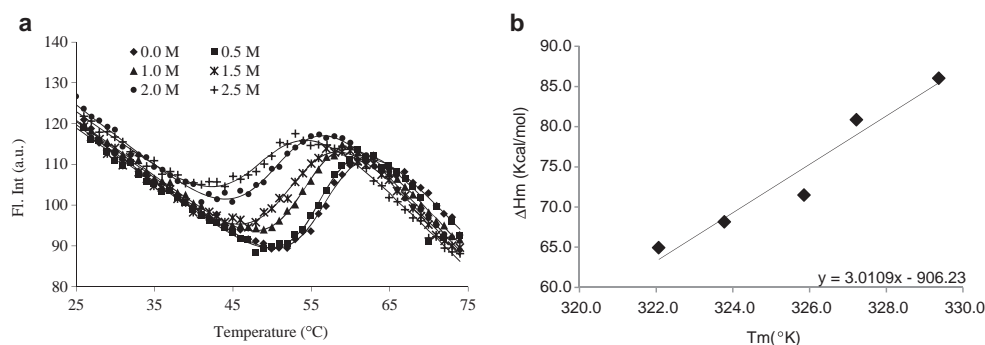 a
140
130
120
110
100
90
80
Fl. Int (a.u.)
0.0 M 0.5 M
1.0 M 1.5 M
2.0 M 2.5 M
25 35 45 55 65 75
Temperature (°C)
b
90.0
85.0
80.0
75.0
70.0
65.0
60.0
ΔHm (Kcal/mol)
y = 3.0109x - 906.23
320.0 322.0 324.0 326.0 328.0 330.0
Tm(°K)